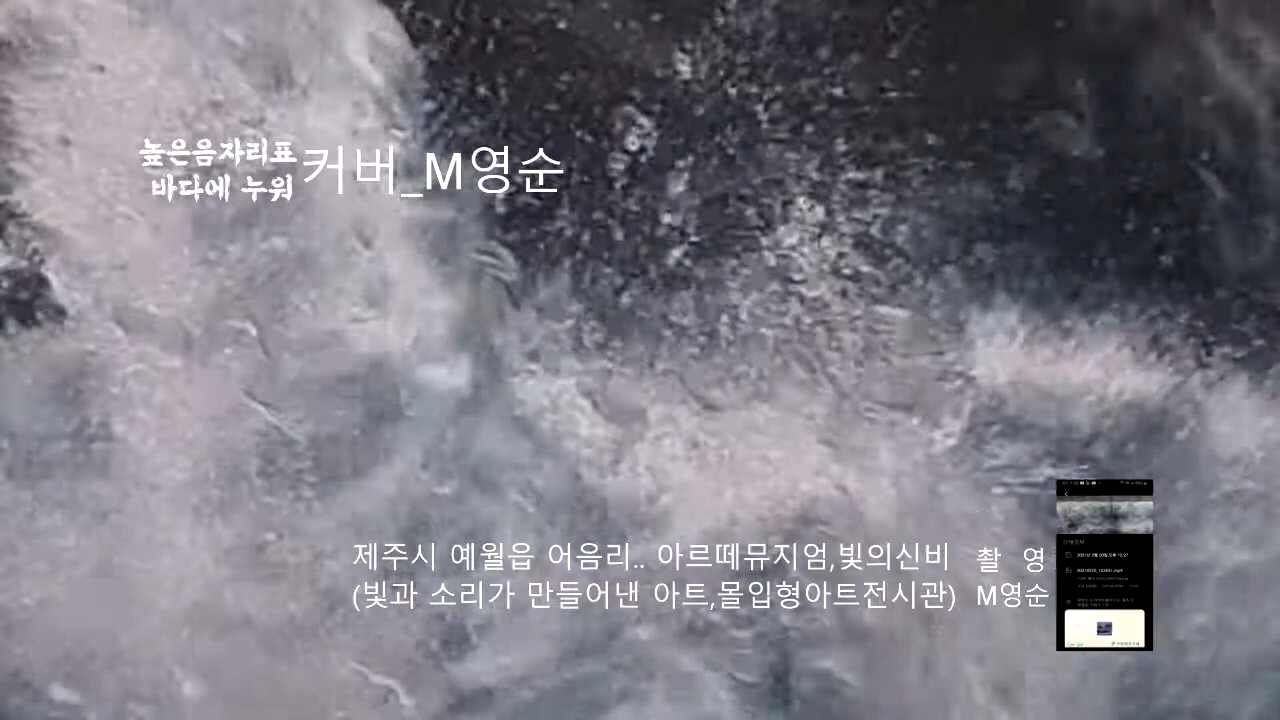 높은음자리표
바다에 누워
커버_M영순
제주시 예월읍 어음리.. 아르떼뮤지엄,빛의신비
(빛과 소리가 만들어낸 아트,몰입형아트전시관)
촬 영
M영순